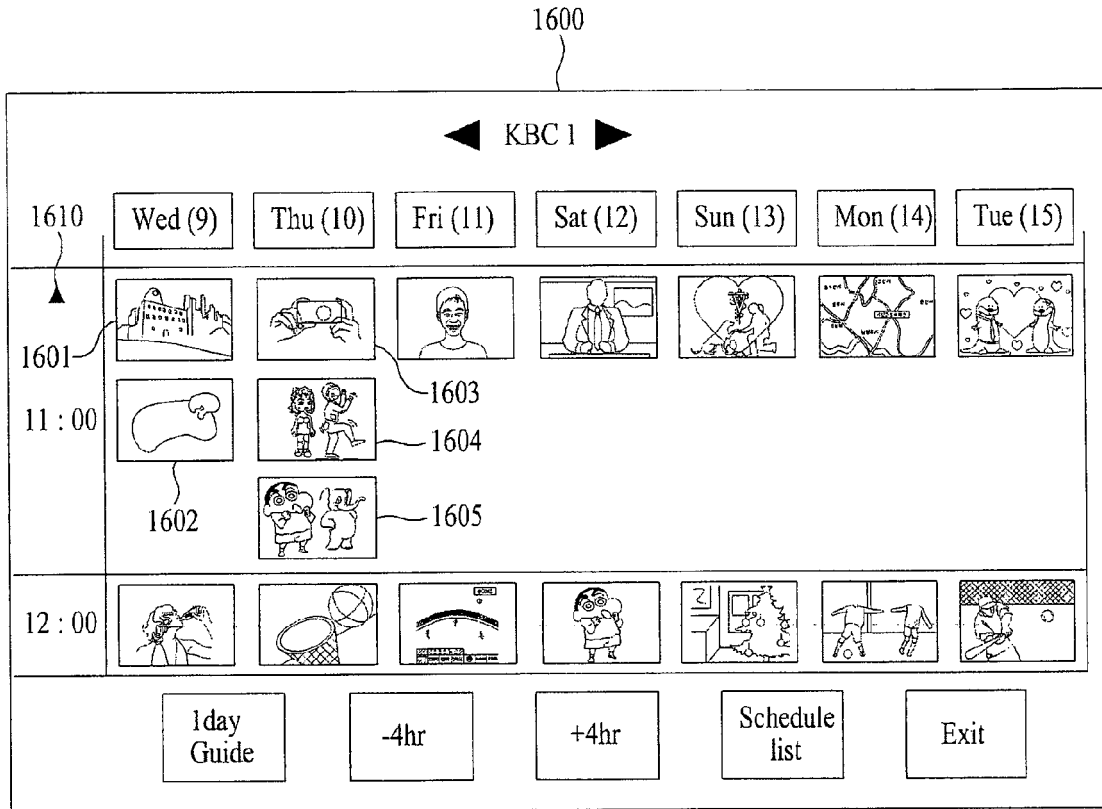 1600
◀ KBC 1 ▶
1610
Wed (9) Thu (10) Fri (11) Sat (12) Sun (13) Mon (14) Tue (15)
1601
1603
11 : 00
1604
1602
1605
12 : 00
1day Guide
-4hr
+4hr
Schedule list
Exit